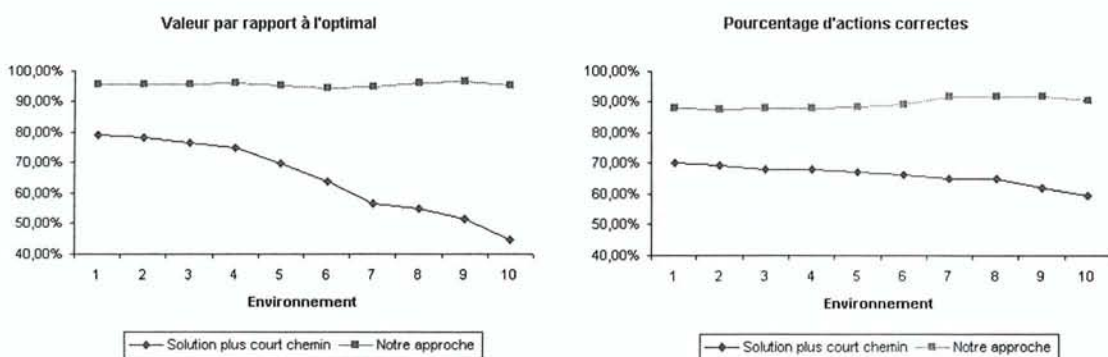 Valeur par rapport à l'optimal
100,00%
90,00%
80,00%
70,00%
60,00%
50,00%
40,00%
1 2 3 4 5 6 7 8 9 10
Environnement
Solution plus court chemin Notre approche
Pourcentage d'actions correctes
100,00%
90,00%
80,00%
70,00%
60,00%
50,00%
40,00%
1 2 3 4 5 6 7 8 9 10
Environnement
Solution plus court chemin Notre approche